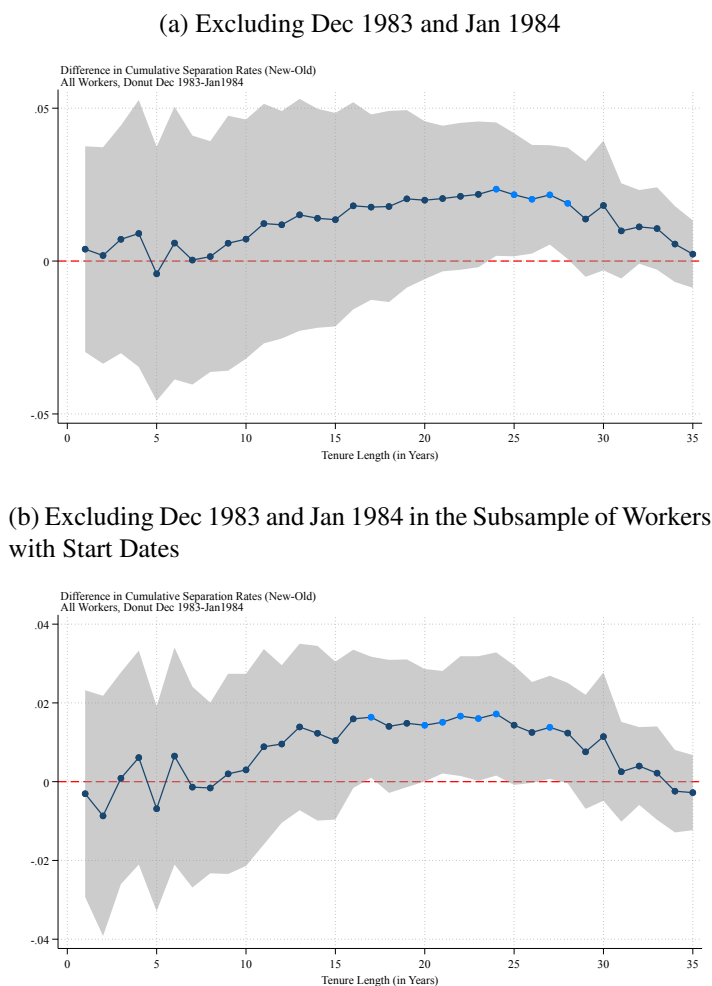 (a) Excluding Dec 1983 and Jan 1984
Difference in Cumulative Separation Rates (New-Old)
All Workers, Donut Dec 1983-Jan1984
.05
0
-.05
0 5 10 15 20 25 30 35
Tenure Length (in Years)
(b) Excluding Dec 1983 and Jan 1984 in the Subsample of Workers
with Start Dates
Difference in Cumulative Separation Rates (New-Old)
All Workers, Donut Dec 1983-Jan1984
.04
.02
0
-.02
-.04
0 5 10 15 20 25 30 35
Tenure Length (in Years)